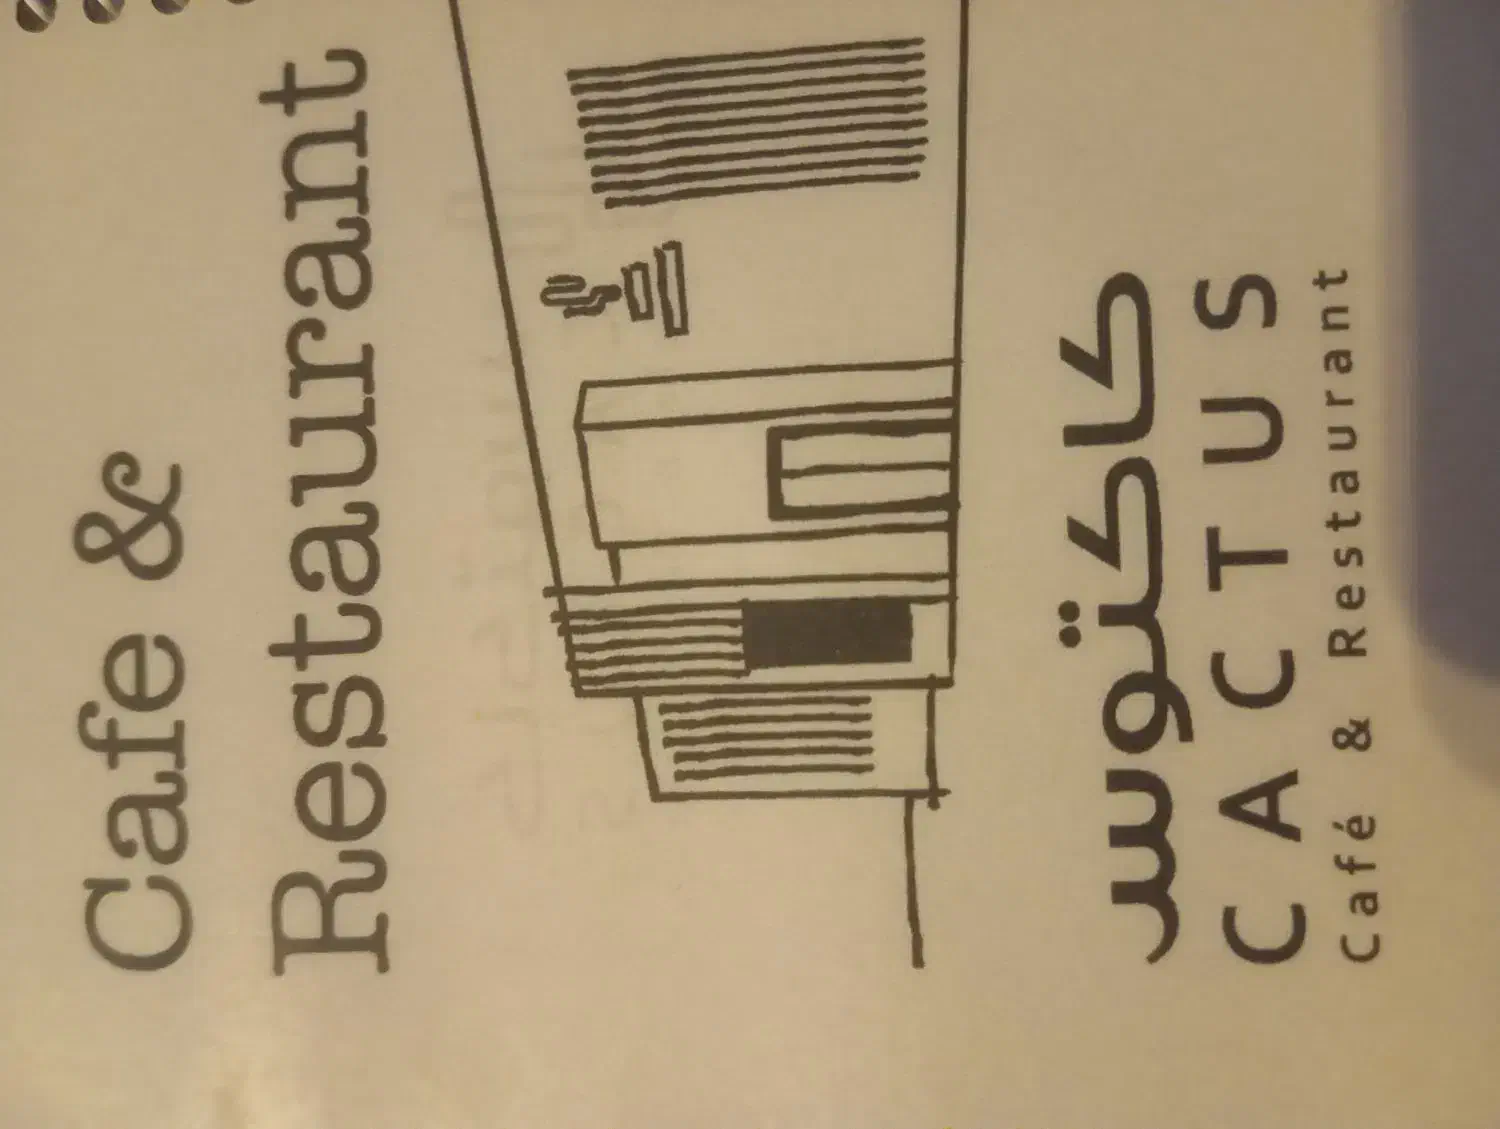 Cafe &
Restaurant
كاكتوس
CACTUS
Café & Restaurant